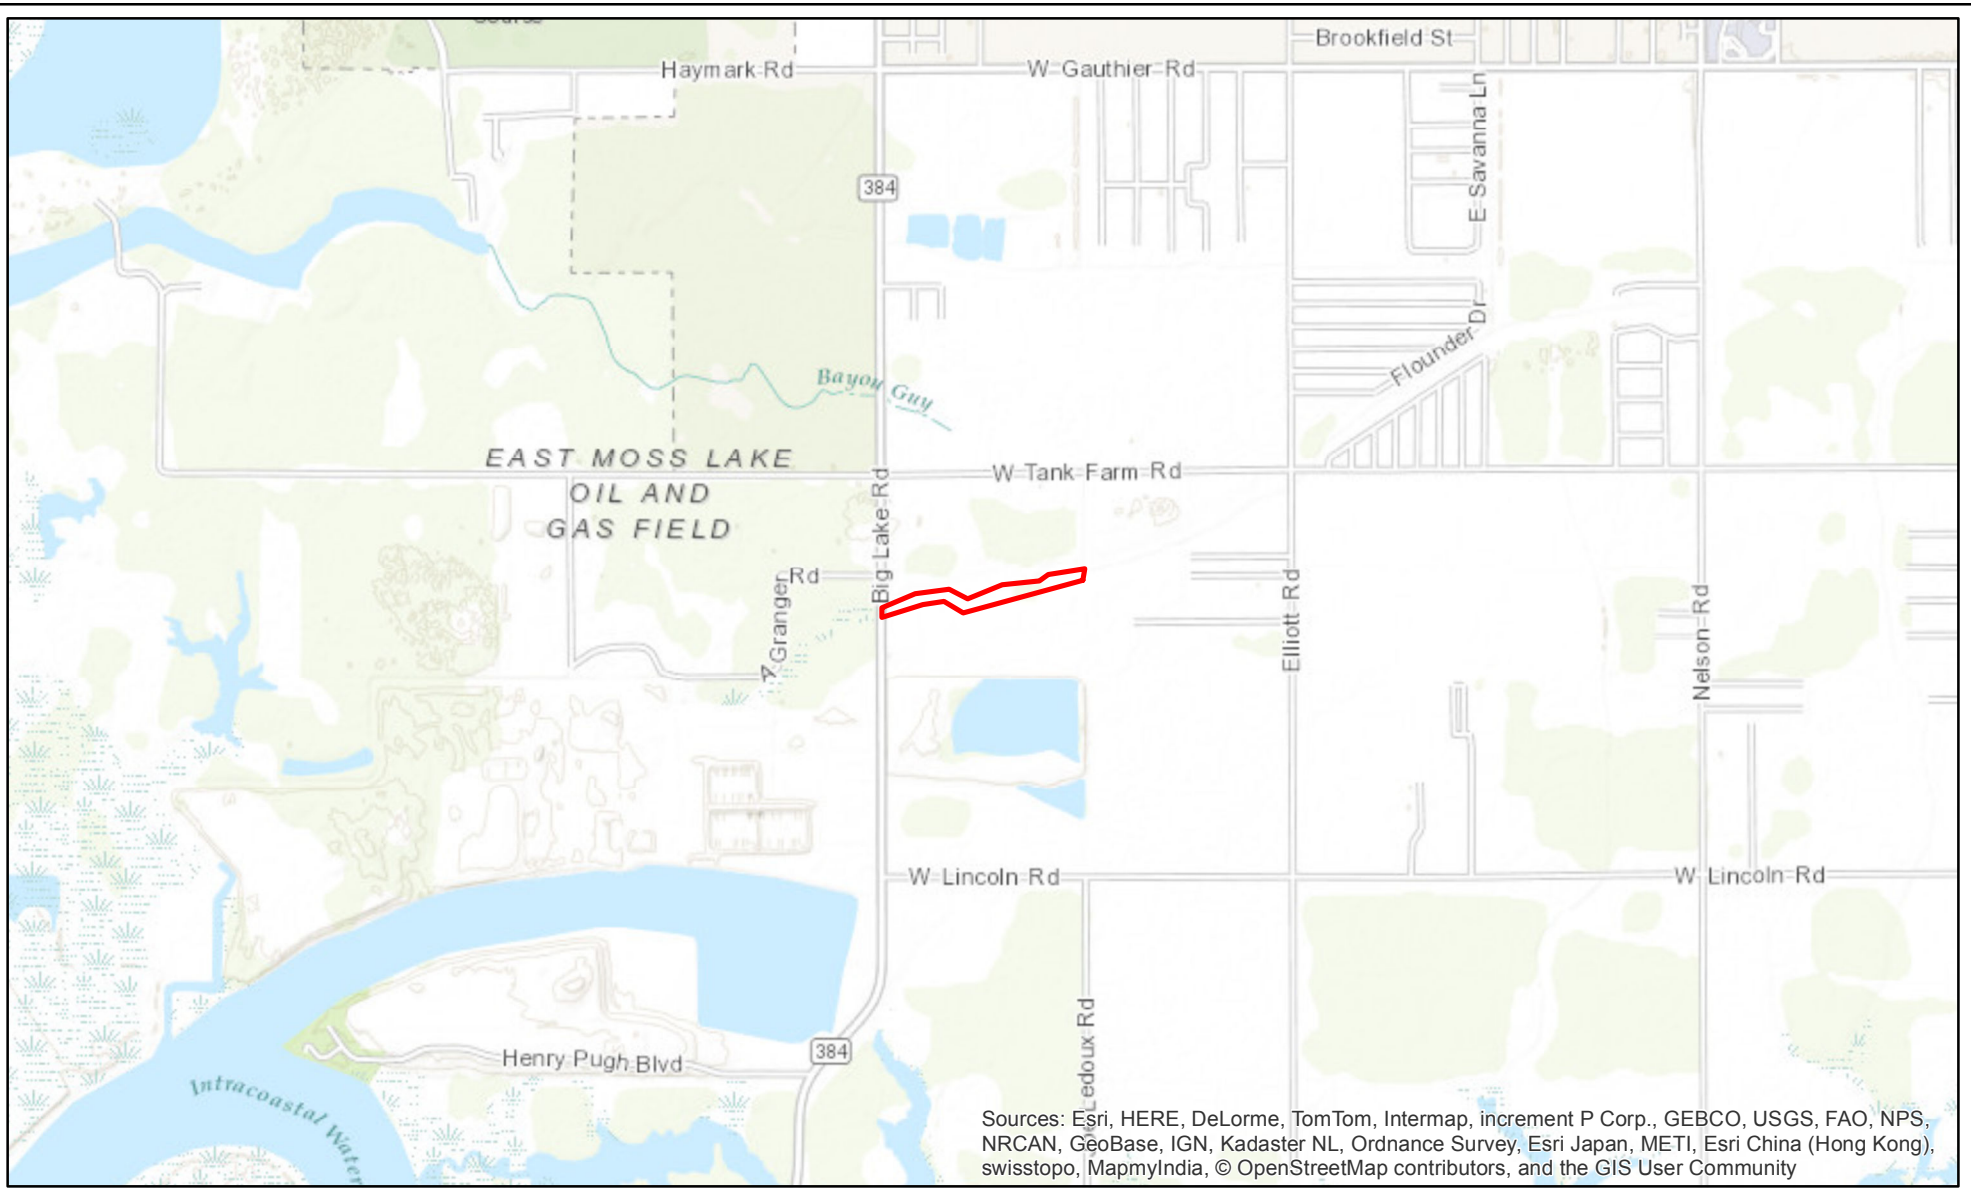 Brookfield St
Haymark Rd
W Gauthier Rd
E Savanna Ln
384
Flounder Dr
Bayou Guy
EAST MOSS LAKE
OIL AND
GAS FIELD
W Tank Farm Rd
Big Lake Rd
A Granger Rd
Elliott Rd
Nelson Rd
W Lincoln Rd
W Lincoln Rd
384
Henry Pugh Blvd
Ledoux Rd
Intracoastal Water
Sources: Esri, HERE, DeLorme, TomTom, Intermap, increment P Corp., GEBCO, USGS, FAO, NPS,
NRCAN, GeoBase, IGN, Kadaster NL, Ordnance Survey, Esri Japan, METI, Esri China (Hong Kong),
swisstopo, MapmyIndia, © OpenStreetMap contributors, and the GIS User Community